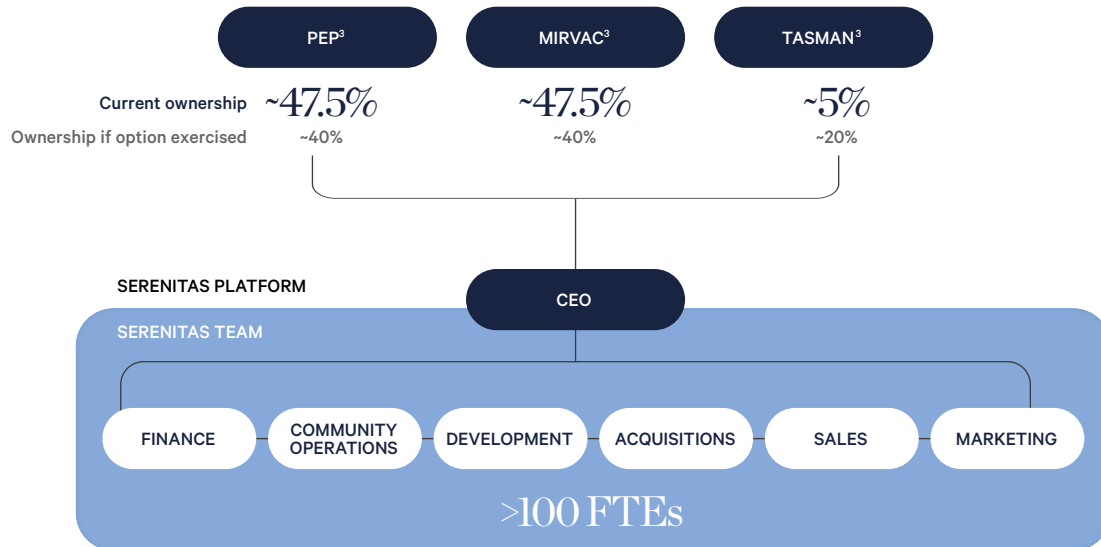 PEP³ MIRVAC³ TASMAN³
Current ownership ~47.5% ~47.5% ~5%
Ownership if option exercised ~40% ~40% ~20%
SERENITAS PLATFORM
CEO
SERENITAS TEAM
FINANCE
COMMUNITY
OPERATIONS
DEVELOPMENT
ACQUISITIONS
SALES
MARKETING
>100 FTEs